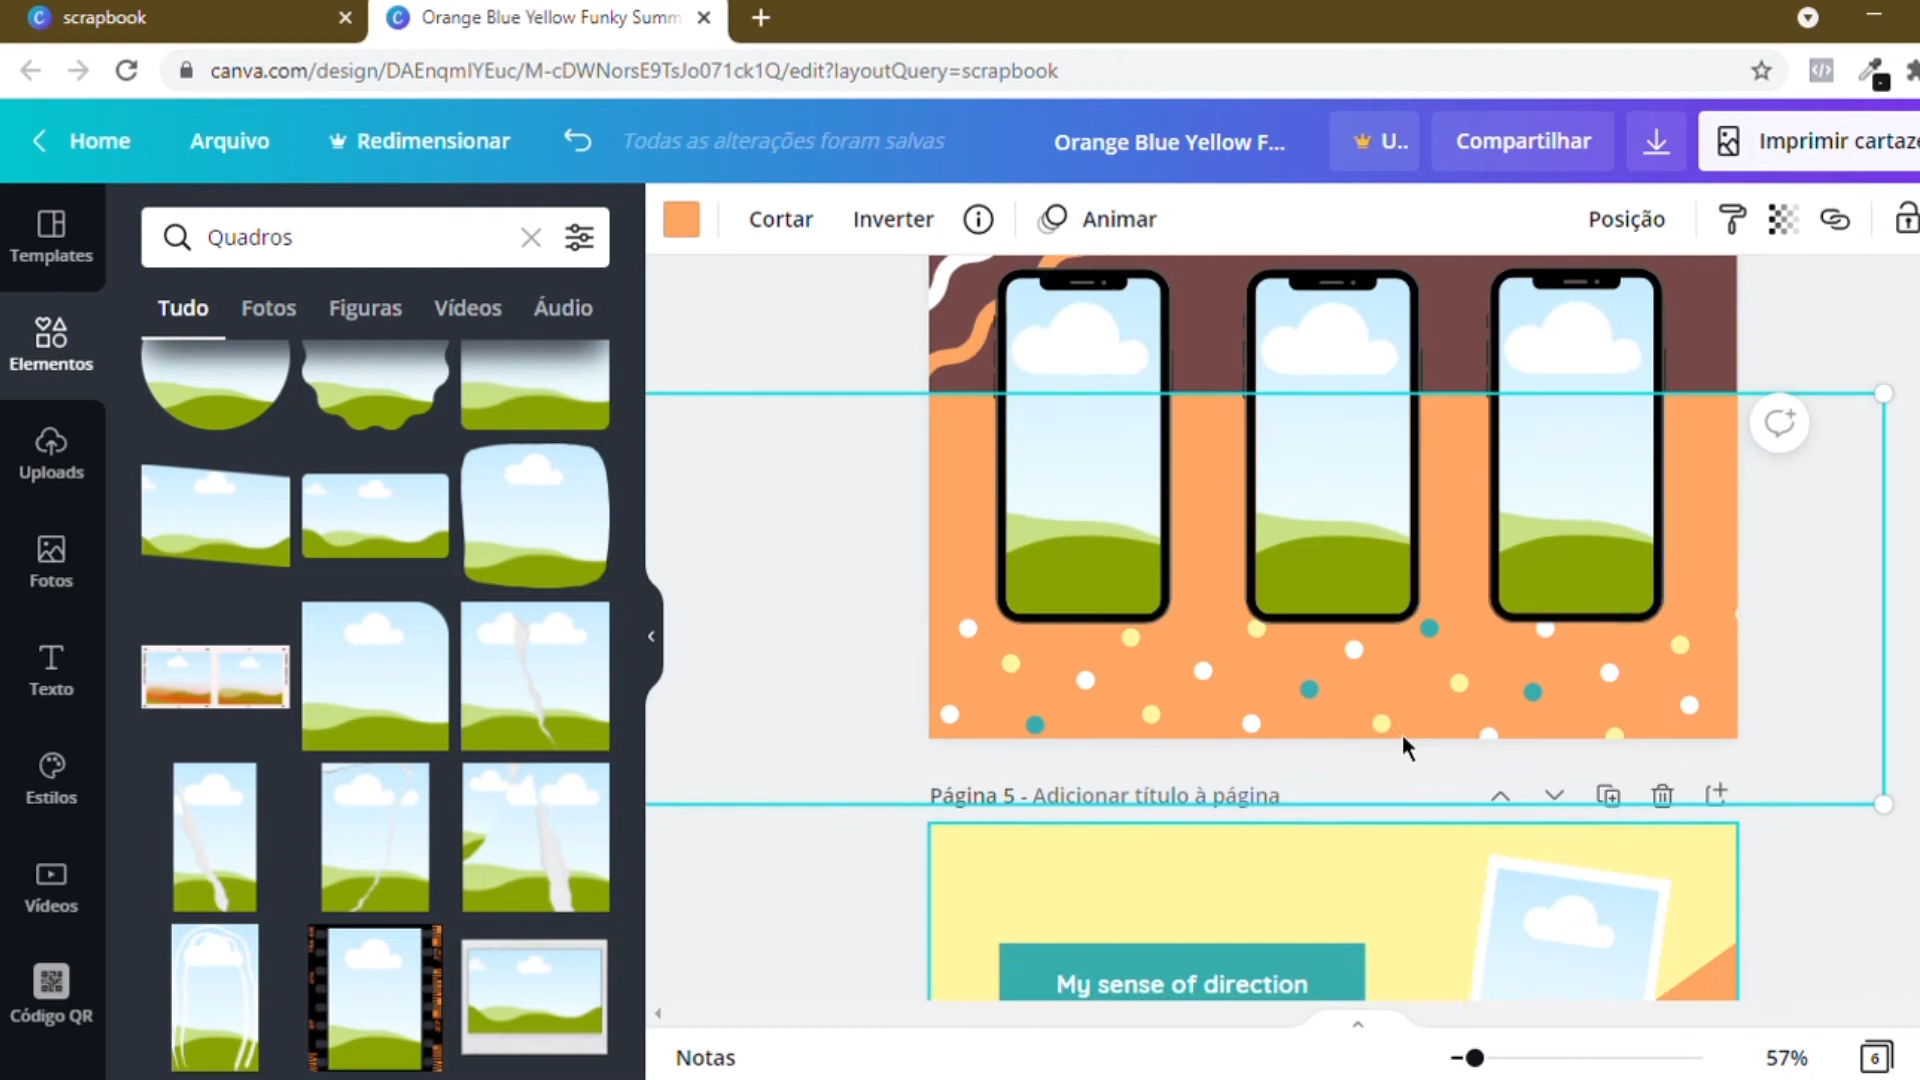 scrapbook
Orange Blue Yellow Funky Summ
canva.com/design/DAEnqmlYEuc/M-cDWNorsE9TsJo071ck1Q/edit?layoutQuery=scrapbook
Home
Arquivo
Redimensionar
Todas as alterações foram salvas
Orange Blue Yellow F...
U..
Compartilhar
Imprimir cartaze
Templates
Elementos
Uploads
Fotos
Texto
Estilos
Vídeos
Código QR
Quadros
Tudo
Fotos
Figuras
Vídeos
Áudio
Cortar
Inverter
Animar
Posição
Página 5 - Adicionar título à página
My sense of direction
Notas
57%
6